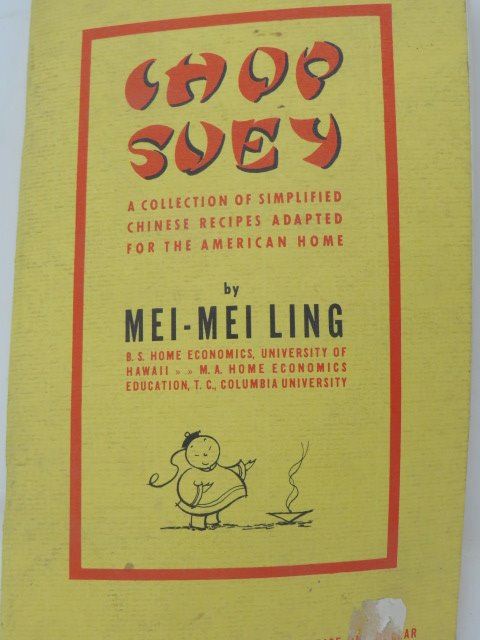 CHOP
SUEY
A COLLECTION OF SIMPLIFIED
CHINESE RECIPES ADAPTED
FOR THE AMERICAN HOME
by
MEI-MEI LING
B. S. HOME ECONOMICS, UNIVERSITY OF
HAWAII » » M. A. HOME ECONOMICS
EDUCATION, T. C., COLUMBIA UNIVERSITY